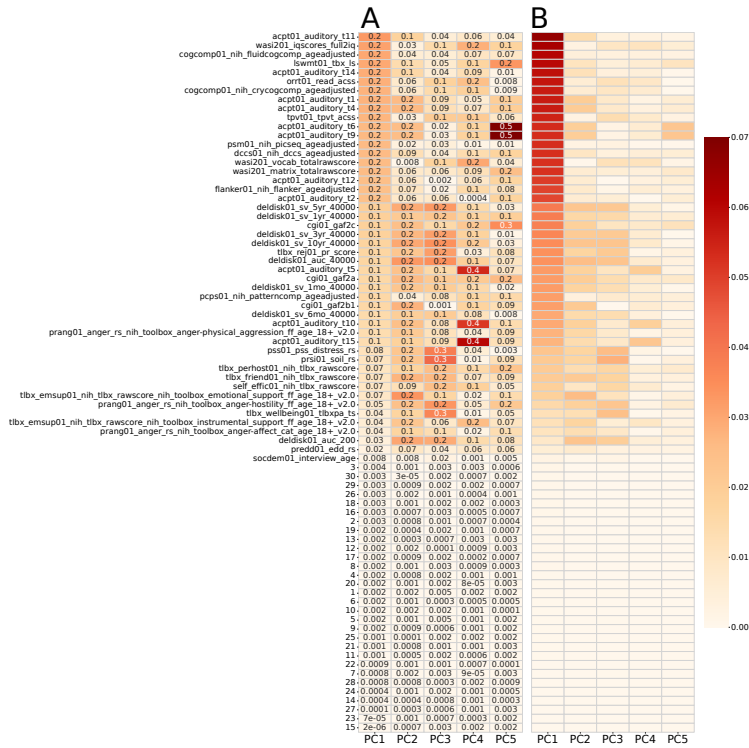 A B
acpt01_auditory_t11 0.2 0.1 0.04 0.06 0.04
wasi201_iqscores_full2iq 0.2 0.03 0.1 0.2 0.1
cogcomp01_nih_fluidcogcomp_ageadjusted 0.2 0.04 0.04 0.07 0.1
lswmt01_tbx_ls 0.2 0.1 0.05 0.1 0.2
acpt01_auditory_t14 0.2 0.1 0.04 0.09 0.01
orrt01_read_acss 0.2 0.06 0.1 0.2 0.008
cogcomp01_nih_crycogcomp_ageadjusted 0.2 0.06 0.1 0.1 0.009
acpt01_auditory_t1 0.2 0.2 0.09 0.05 0.1
acpt01_auditory_t4 0.2 0.2 0.09 0.07 0.1
tpvt01_tpvt_acss 0.2 0.03 0.1 0.1 0.06
acpt01_auditory_t6 0.2 0.2 0.02 0.1 0.5
acpt01_auditory_t9 0.2 0.2 0.03 0.1 0.5
psm01_nih_picseq_ageadjusted 0.2 0.02 0.03 0.01 0.01
dccs01_nih_dccs_ageadjusted 0.2 0.09 0.04 0.1 0.1
wasi201_vocab_totalrawscore 0.2 0.008 0.1 0.2 0.04
wasi201_matrix_totalrawscore 0.2 0.06 0.06 0.09 0.2
acpt01_auditory_t12 0.2 0.06 0.002 0.06 0.1
flanker01_nih_flanker_ageadjusted 0.2 0.07 0.02 0.1 0.08
acpt01_auditory_t2 0.2 0.06 0.06 0.0004 0.1
deldisk01_sv_5yr_40000 0.1 0.2 0.2 0.1 0.03
deldisk01_sv_1yr_40000 0.1 0.2 0.2 0.1 0.1
cgi01_gaf2c 0.1 0.1 0.1 0.1 0.3
deldisk01_sv_3yr_40000 0.1 0.2 0.2 0.1 0.01
deldisk01_sv_10yr_40000 0.1 0.2 0.2 0.2 0.03
tlbx_rej01_pr_score 0.1 0.2 0.2 0.03 0.08
deldisk01_auc_40000 0.1 0.2 0.2 0.1 0.07
acpt01_auditory_t5 0.1 0.2 0.1 0.4 0.07
cgi01_gaf2a 0.1 0.1 0.1 0.2 0.2
deldisk01_sv_1mo_40000 0.1 0.2 0.1 0.1 0.02
pcps01_nih_patterncomp_ageadjusted 0.1 0.04 0.08 0.1 0.1
cgi01_gaf2b1 0.1 0.2 0.001 0.1 0.09
deldisk01_sv_6mo_40000 0.1 0.1 0.1 0.08 0.008
acpt01_auditory_t10 0.1 0.2 0.08 0.4 0.1
prang01_anger_rs_nih_toolbox_anger-physical_aggression_ff_age_18+_v2.0 0.1 0.1 0.08 0.04 0.09
acpt01_auditory_t15 0.1 0.1 0.09 0.4 0.09
pss01_pss_distress_rs 0.08 0.2 0.3 0.04 0.003
prsi01_soil_rs 0.07 0.2 0.3 0.01 0.09
tlbx_perhost01_nih_tlbx_rawscore 0.07 0.1 0.2 0.1 0.2
tlbx_friend01_nih_tlbx_rawscore 0.07 0.2 0.2 0.07 0.09
self_effic01_nih_tlbx_rawscore 0.07 0.09 0.2 0.1 0.05
tlbx_emsup01_nih_tlbx_rawscore_nih_toolbox_emotional_support_ff_age_18+_v2.0 0.07 0.2 0.1 0.02 0.1
prang01_anger_rs_nih_toolbox_anger-hostility_ff_age_18+_v2.0 0.05 0.2 0.2 0.05 0.2
tlbx_wellbeing01_tlbxpa_ts 0.04 0.1 0.3 0.01 0.05
tlbx_emsup01_nih_tlbx_rawscore_nih_toolbox_instrumental_support_ff_age_18+_v2.0 0.04 0.2 0.06 0.2 0.07
prang01_anger_rs_nih_toolbox_anger-affect_cat_age_18+_v2.0 0.04 0.1 0.1 0.02 0.1
deldisk01_auc_200 0.03 0.2 0.2 0.1 0.08
predd01_edd_rs 0.02 0.07 0.04 0.06 0.06
socdem01_interview_age 0.008 0.008 0.02 0.001 0.005
3 0.004 0.001 0.003 0.003 0.0006
30 0.003 3e-05 0.002 0.0007 0.002
29 0.003 0.0009 0.002 0.002 0.0007
26 0.003 0.002 0.001 0.0004 0.001
18 0.003 0.001 0.002 0.003 0.002
16 0.003 0.0007 0.003 0.0005 0.0007
2 0.003 0.0008 0.001 0.0007 0.0004
19 0.002 0.0004 0.002 0.001 0.0007
13 0.002 0.0003 0.0007 0.003 0.003
12 0.002 0.002 0.001 0.0009 0.003
17 0.002 0.0009 0.0002 0.0002 0.0007
8 0.002 0.001 0.003 0.0009 0.0002
4 0.002 0.0008 0.002 0.001 0.001
20 0.002 0.001 0.002 8e-05 0.003
1 0.002 0.002 0.005 0.002 0.002
6 0.002 0.001 0.0003 0.0005 0.0005
10 0.002 0.002 0.002 0.001 0.0001
5 0.002 0.001 0.005 0.001 0.002
9 0.002 0.0009 0.0006 0.001 0.002
25 0.001 0.0001 0.002 0.002 0.002
21 0.001 0.0008 0.001 0.001 0.003
11 0.001 0.0005 0.002 0.0006 0.002
22 0.0009 0.001 0.001 0.0007 0.0001
7 0.0008 0.002 0.003 9e-05 0.003
28 0.0008 0.0008 0.003 0.002 0.0009
24 0.0004 0.001 0.002 0.001 0.0005
14 0.0004 0.0004 0.0008 0.001 0.003
27 0.0001 0.0003 0.0006 0.001 0.003
23 7e-05 0.001 0.0007 0.0003 0.002
15 2e-06 0.0007 0.003 0.002 0.002
PC1 PC2 PC3 PC4 PC5 PC1 PC2 PC3 PC4 PC5
0.07
0.06
0.05
0.04
0.03
0.02
0.01
0.00